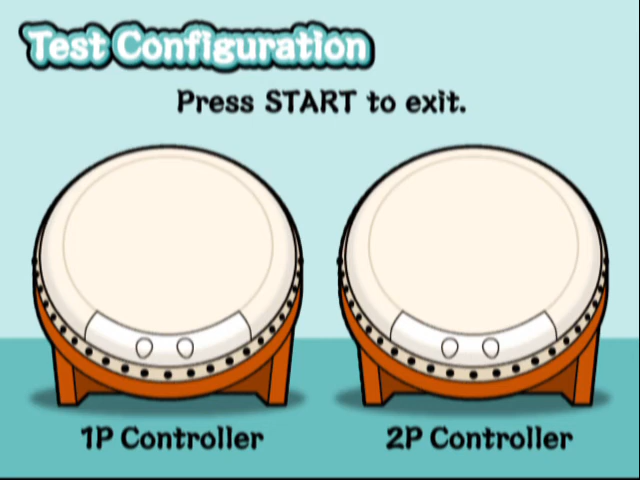 Test Configuration
Press START to exit.
1P Controller
2P Controller